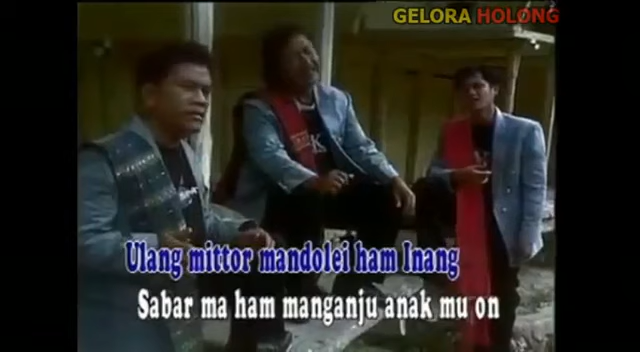 GELORA HOLONG
Ulang mittor mandolei ham Inang
Sabar ma ham manganju anak mu on